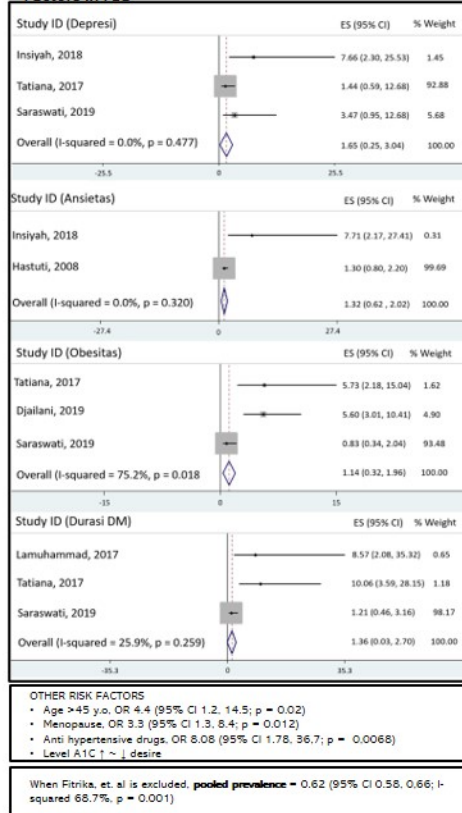 Study ID (Depresi) ES (95% CI) % Weight
Insiyah, 2018 7.66 (2.30, 25.53) 1.45
Tatiana, 2017 1.44 (0.59, 12.68) 92.88
Saraswati, 2019 3.47 (0.95, 12.68) 5.68
Overall (I-squared = 0.0%, p = 0.477) 1.65 (0.25, 3.04) 100.00
-25.5 0 25.5
Study ID (Ansietas) ES (95% CI) % Weight
Insiyah, 2018 7.71 (2.17, 27.41) 0.31
Hastuti, 2008 1.30 (0.80, 2.20) 99.69
Overall (I-squared = 0.0%, p = 0.320) 1.32 (0.62 , 2.02) 100.00
-27.4 0 27.4
Study ID (Obesitas) ES (95% CI) % Weight
Tatiana, 2017 5.73 (2.18, 15.04) 1.62
Djailani, 2019 5.60 (3.01, 10.41) 4.90
Saraswati, 2019 0.83 (0.34, 2.04) 93.48
Overall (I-squared = 75.2%, p = 0.018 1.14 (0.32, 1.96) 100.00
-15 0 15
Study ID (Durasi DM) ES (95% CI) % Weight
Lamuhammad, 2017 8.57 (2.08, 35.32) 0.65
Tatiana, 2017 10.06 (3.59, 28.15) 1.18
Saraswati, 2019 1.21 (0.46, 3.16) 98.17
Overall (I-squared = 25.9%, p = 0.259) 1.36 (0.03, 2.70) 100.00
-35.3 0 35.3
OTHER RISK FACTORS
• Age >45 y.o, OR 4.4 (95% CI 1.2, 14.5; p = 0.02)
• Menopause, OR 3.3 (95% CI 1.3, 8.4; p = 0.012)
• Anti hypertensive drugs, OR 8.08 (95% CI 1.78, 36,7; p = 0,0068)
• Level A1C ↑ ~ ↓ desire
When Fitrika, et. al is excluded, pooled prevalence = 0.62 (95% CI 0.58, 0.66; I-
squared 68.7%, p = 0.001)